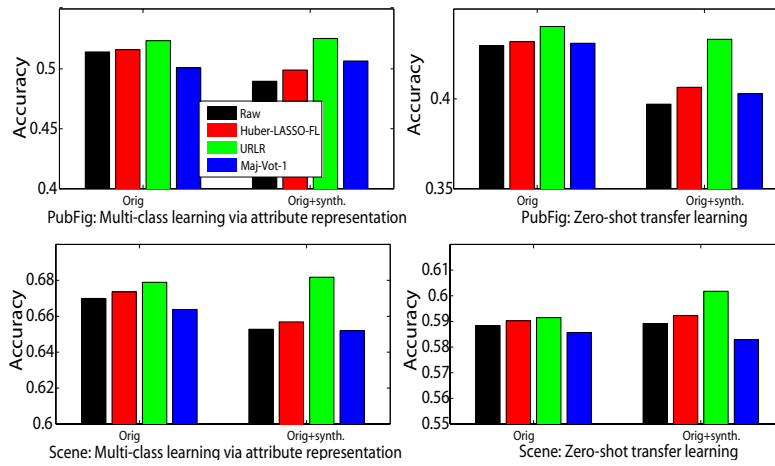 Accuracy
0.5
0.45
0.4
Raw
Huber-LASSO-FL
URLR
Maj-Vot-1
Orig
Orig+synth.
PubFig: Multi-class learning via attribute representation
Accuracy
0.4
0.35
Orig
Orig+synth.
PubFig: Zero-shot transfer learning
Accuracy
0.68
0.66
0.64
0.62
0.6
Orig
Orig+synth.
Scene: Multi-class learning via attribute representation
Accuracy
0.62
0.61
0.6
0.59
0.58
0.57
0.56
0.55
Orig
Orig+synth.
Scene: Zero-shot transfer learning